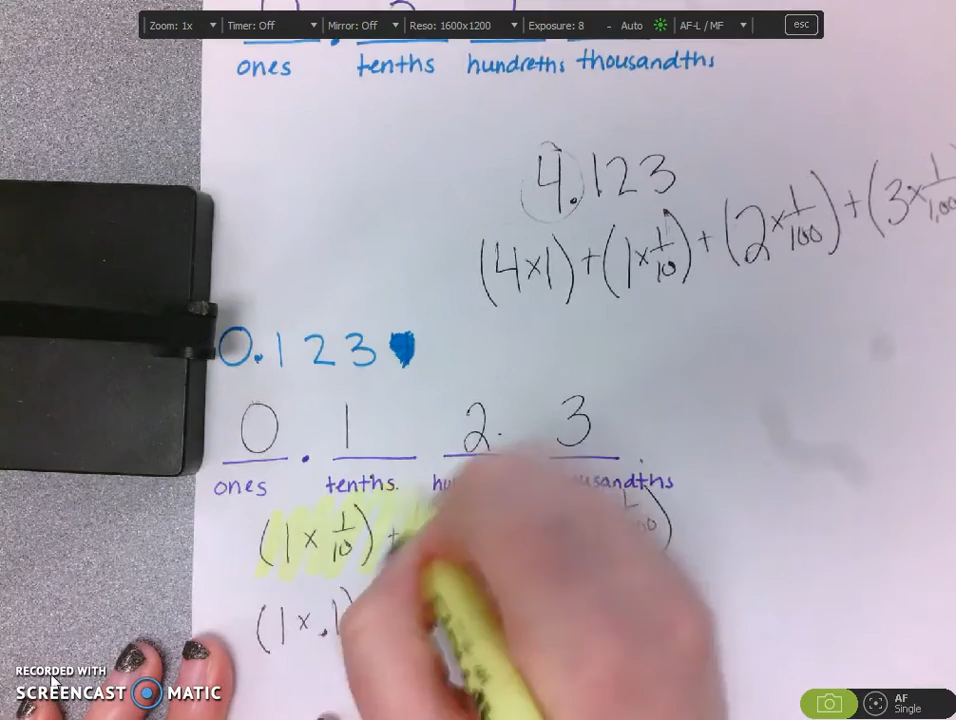 Zoom: 1x Timer: Off Mirror: Off Reso: 1600x1200 Exposure: 8 - Auto AF-L / MF esc
ones tenths hundreths thousandths
4.123
(4×1) + (1×1/10) + (2×1/100) + (3×
0.123
0 . 1 2 3
ones tenths
(1 × 1/10) +
(1 × .1)
RECORDED WITH
SCREENCAST MATIC
AF
Single